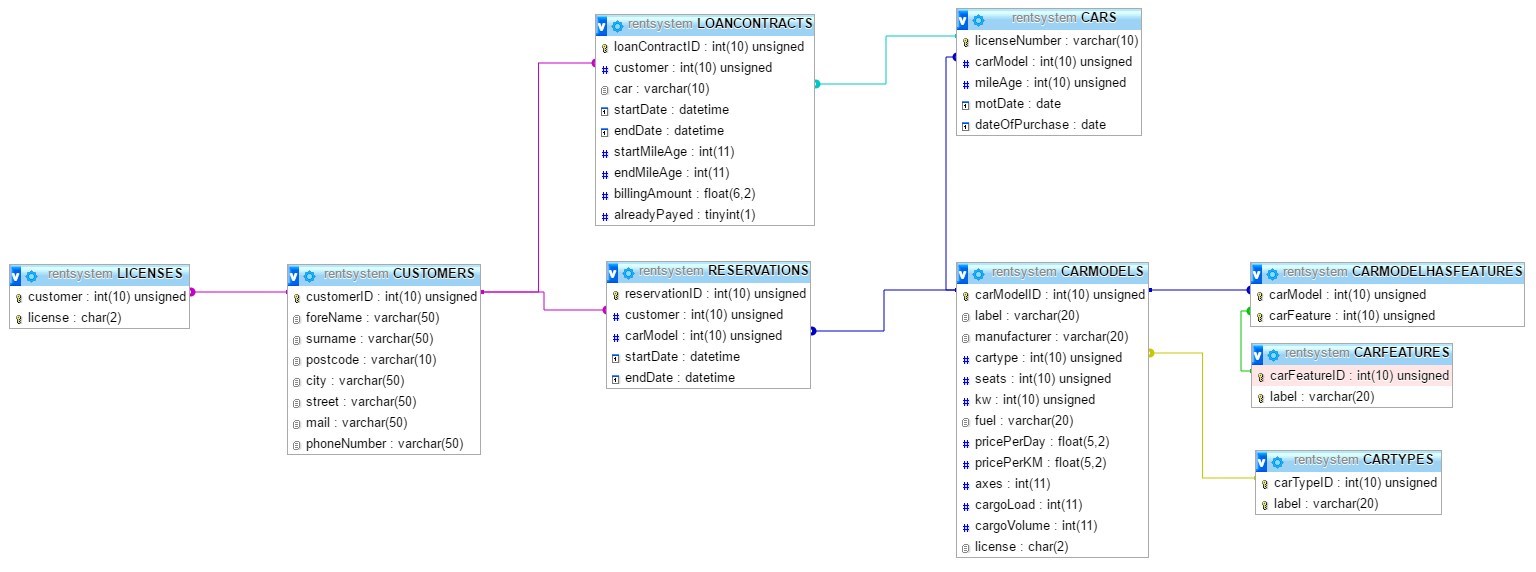 rentsystem LOANCONTRACTS
loanContractID : int(10) unsigned
customer : int(10) unsigned
car : varchar(10)
startDate : datetime
endDate : datetime
startMileAge : int(11)
endMileAge : int(11)
billingAmount : float(6,2)
alreadyPayed : tinyint(1)
rentsystem CARS
licenseNumber : varchar(10)
carModel : int(10) unsigned
mileAge : int(10) unsigned
motDate : date
dateOfPurchase : date
rentsystem LICENSES
customer : int(10) unsigned
license : char(2)
rentsystem CUSTOMERS
customerID : int(10) unsigned
foreName : varchar(50)
surname : varchar(50)
postcode : varchar(10)
city : varchar(50)
street : varchar(50)
mail : varchar(50)
phoneNumber : varchar(50)
rentsystem RESERVATIONS
reservationID : int(10) unsigned
customer : int(10) unsigned
carModel : int(10) unsigned
startDate : datetime
endDate : datetime
rentsystem CARMODELS
carModelID : int(10) unsigned
label : varchar(20)
manufacturer : varchar(20)
cartype : int(10) unsigned
seats : int(10) unsigned
kw : int(10) unsigned
fuel : varchar(20)
pricePerDay : float(5,2)
pricePerKM : float(5,2)
axes : int(11)
cargoLoad : int(11)
cargoVolume : int(11)
license : char(2)
rentsystem CARMODELHASFEATURES
carModel : int(10) unsigned
carFeature : int(10) unsigned
rentsystem CARFEATURES
carFeatureID : int(10) unsigned
label : varchar(20)
rentsystem CARTYPES
carTypeID : int(10) unsigned
label : varchar(20)